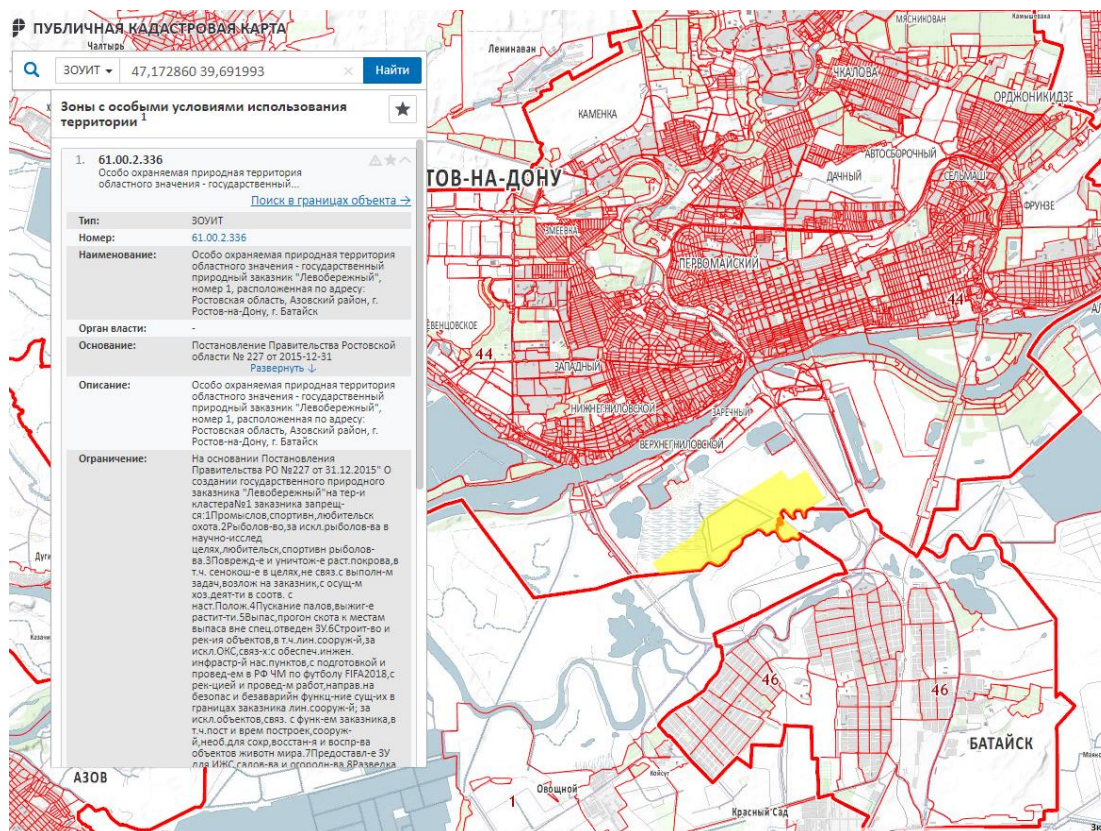 ПУБЛИЧНАЯ КАДАСТРОВАЯ КАРТА
Чалтырь
ЗОУИТ
47,172860 39,691993
×
Найти
Зоны с особыми условиями использования
территории 1
1. 61.00.2.336
Особо охраняемая природная территория
областного значения - государственный...
Поиск в границах объекта →
Тип: ЗОУИТ
Номер: 61.00.2.336
Наименование: Особо охраняемая природная территория
областного значения - государственный
природный заказник "Левобережный",
номер 1, расположенная по адресу:
Ростовская область, Азовский район, г.
Ростов-на-Дону, г. Батайск
Орган власти: -
Основание: Постановление Правительства Ростовской
области № 227 от 2015-12-31
Развернуть ↓
Описание: Особо охраняемая природная территория
областного значения - государственный
природный заказник "Левобережный",
номер 1, расположенная по адресу:
Ростовская область, Азовский район, г.
Ростов-на-Дону, г. Батайск
Ограничение: На основании Постановления
Правительства РО №227 от 31.12.2015" О
создании государственного природного
заказника "Левобережный"на тер-и
кластера№1 заказника запрещ-
ся:1Промыслов,спортивн,любительск
охота.2Рыболов-во,за искл.рыболов-ва в
научно-исслед
целях,любительск,спортивн рыболов-
ва.3Поврежд-е и уничтож-е раст.покрова,в
т.ч. сенокош-е в целях,не связ.с выполн-м
задач,возлож на заказник,с осущ-м
хоз.деят-ти в соотв. с
наст.Полож.4Пускание палов,выжиг-е
растит-ти.5Выпас,прогон скота к местам
выпаса вне спец.отведен ЗУ.6Строит-во и
рек-ия объектов,в т.ч.лин.сооруж-й,за
искл.ОКС,связ-х:с обеспеч.инжен.
инфрастр-й нас.пунктов,с подготовкой и
провед-ем в РФ ЧМ по футболу FIFA2018,с
рек-цией и провед-м работ,направ.на
безопас и безаварийн функц-ние сущ-их в
границах заказника лин.сооруж-й; за
искл.объектов,связ. с функ-ем заказника,в
т.ч.пост и врем построек,сооруж-
й,необ.для сохр,восстан-я и воспр-ва
объектов животн мира.7Предоставл-е ЗУ
для ИЖС,садов-ва и огородн-ва.8Разведка
МЯСНИКОВАН
Камышеваха
Ленинаван
ЧКАЛОВА
ОРДЖОНИКИДЗЕ
КАМЕНКА
АВТОСБОРОЧНЫЙ
ТОВ-НА-ДОНУ
ДАЧНЫЙ
СЕЛЬМАШ
ФРУНЗЕ
ЗМЕЕВКА
ПЕРВОМАЙСКИЙ
44
АЛ
ЕВЕНЦОВСКОЕ
44
ЗАПАДНЫЙ
НИЖНЕГНИЛОВСКОЙ
ЗАРЕЧНЫЙ
ВЕРХНЕГНИЛОВСКОЙ
Дуги
46
46
БАТАЙСК
АЗОВ
Койсуг
Овощной
1
Красный Сад